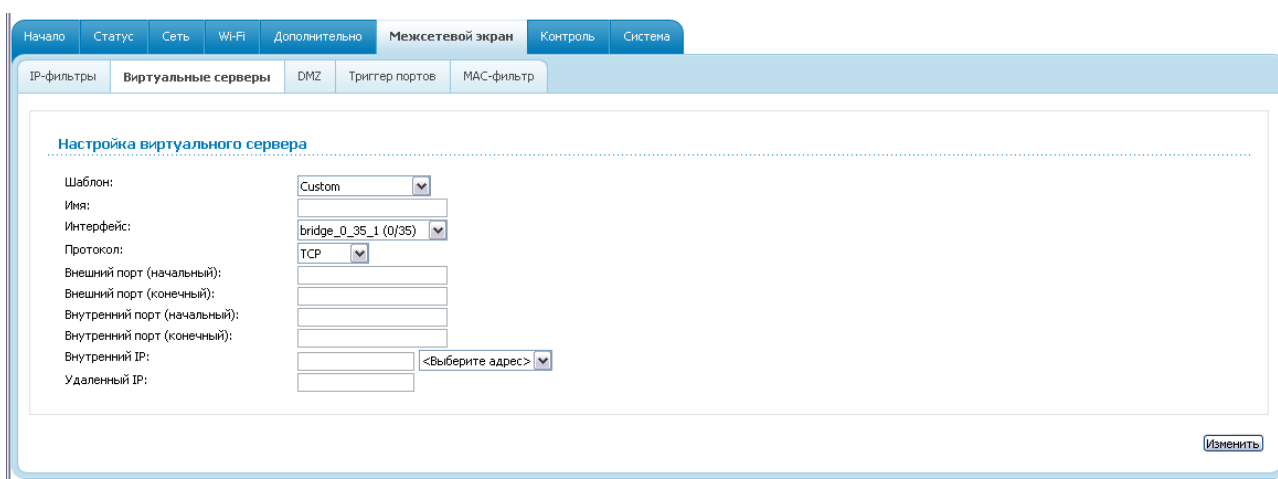 Начало Статус Сеть Wi-Fi Дополнительно Межсетевой экран Контроль Система
IP-фильтры Виртуальные серверы DMZ Триггер портов MAC-фильтр
Настройка виртуального сервера
Шаблон: Custom
Имя:
Интерфейс: bridge_0_35_1 (0/35)
Протокол: TCP
Внешний порт (начальный):
Внешний порт (конечный):
Внутренний порт (начальный):
Внутренний порт (конечный):
Внутренний IP: <Выберите адрес>
Удаленный IP:
Изменить